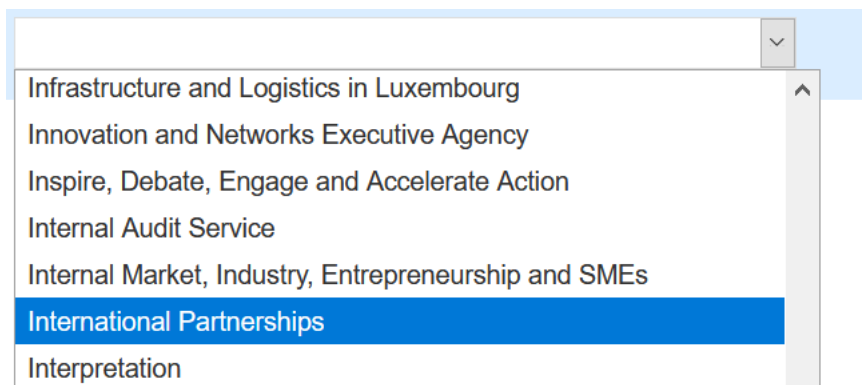 Infrastructure and Logistics in Luxembourg
Innovation and Networks Executive Agency
Inspire, Debate, Engage and Accelerate Action
Internal Audit Service
Internal Market, Industry, Entrepreneurship and SMEs
International Partnerships
Interpretation